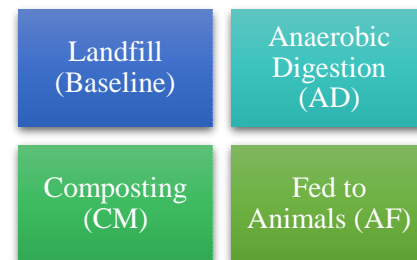 Landfill
(Baseline)
Anaerobic
Digestion
(AD)
Composting
(CM)
Fed to
Animals (AF)